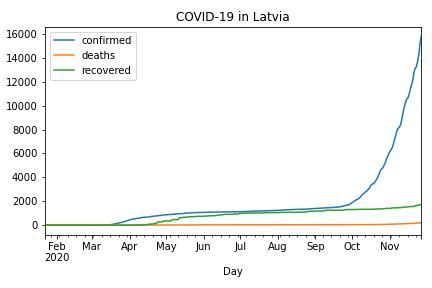 COVID-19 in Latvia
confirmed
deaths
recovered
16000
14000
12000
10000
8000
6000
4000
2000
0
Feb Mar Apr May Jun Jul Aug Sep Oct Nov
2020
Day